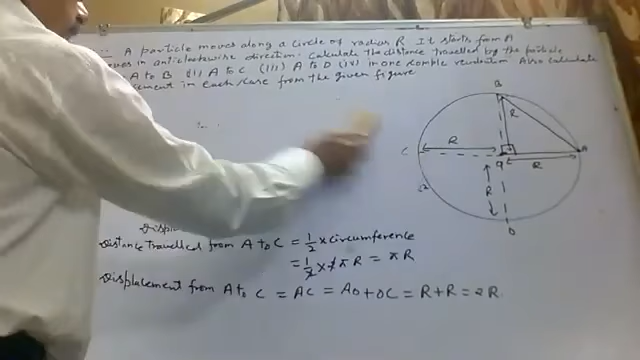 A particle moves along a circle of radius R It starts from A
in anticlockwise direction. Calculate the distance travelled by the particle
A to B (ii) A to C (iii) A to D (iv) in one comple revolution Also calculate
in each case from the given figure
B
R
C
R
R
R
D
Distance travelled from A to C = 1/2 × circumference
= 1/2 × 2πR = πR
Displacement from A to C = AC = AO + OC = R + R = 2R